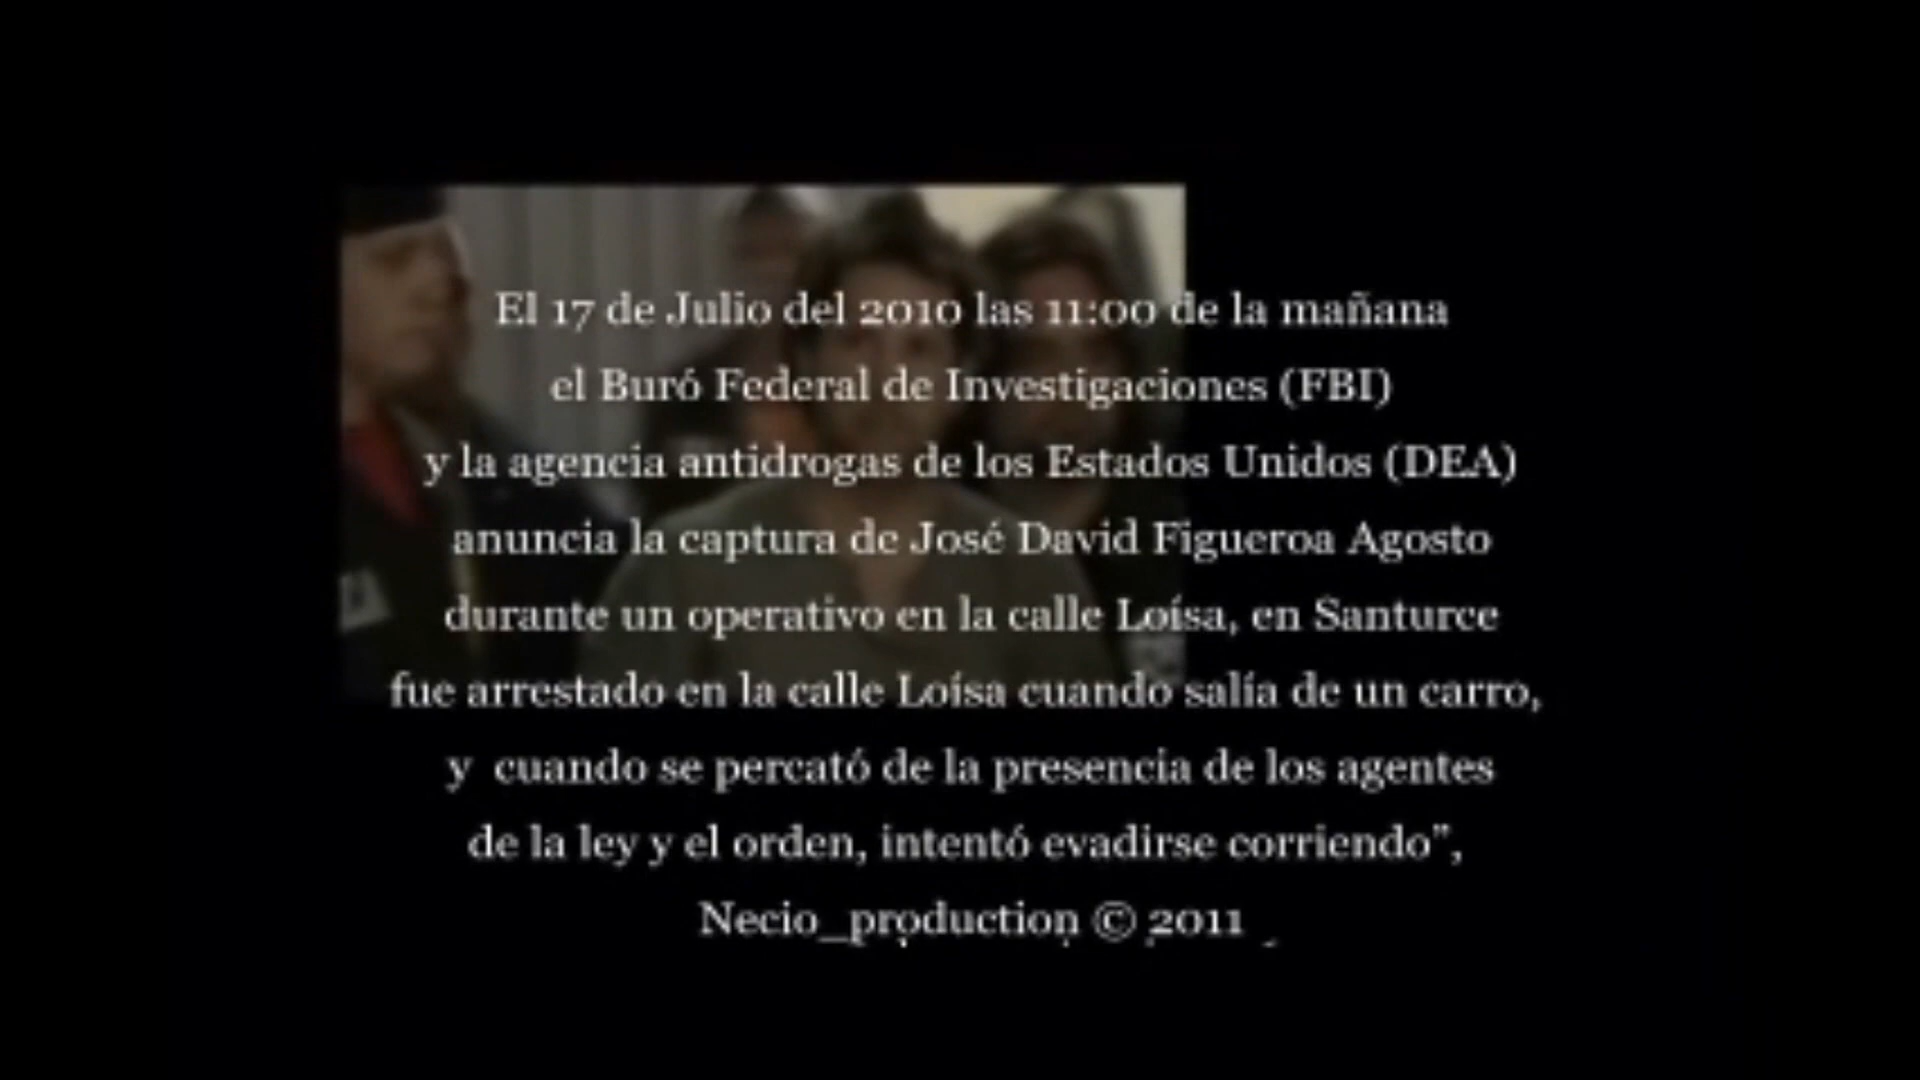 El 17 de Julio del 2010 las 11:00 de la mañana
el Buró Federal de Investigaciones (FBI)
y la agencia antidrogas de los Estados Unidos (DEA)
anuncia la captura de José David Figueroa Agosto
durante un operativo en la calle Loísa, en Santurce
fue arrestado en la calle Loísa cuando salía de un carro,
y cuando se percató de la presencia de los agentes
de la ley y el orden, intentó evadirse corriendo”,
Necio_production © 2011